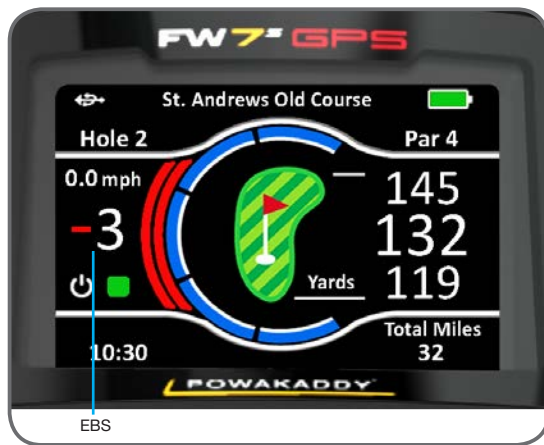 FW7s GPS
St. Andrews Old Course
Hole 2
Par 4
0.0 mph
-3
145
132
Yards 119
10:30
Total Miles
32
POWAKADDY
EBS